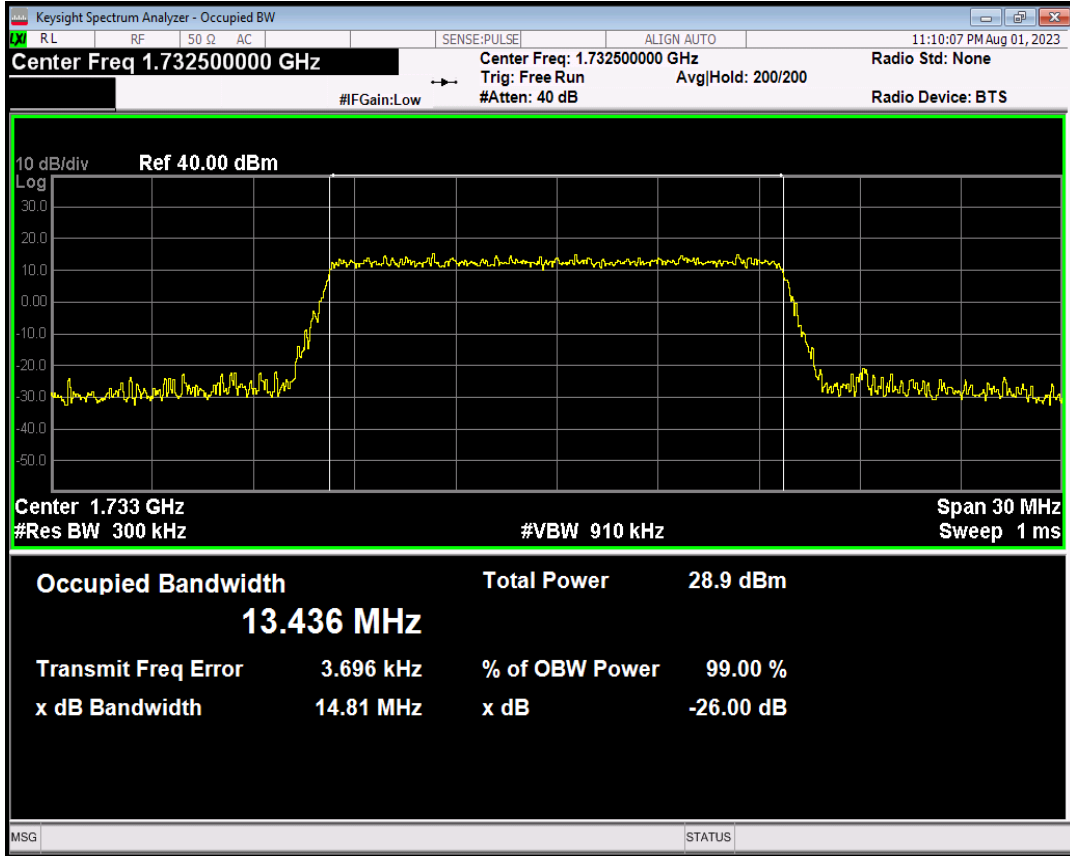 Keysight Spectrum Analyzer - Occupied BW
LXI RL RF 50 Ω AC SENSE:PULSE ALIGN AUTO 11:10:07 PM Aug 01, 2023
Center Freq 1.732500000 GHz
Center Freq: 1.732500000 GHz
Radio Std: None
Trig: Free Run Avg|Hold: 200/200
#IFGain:Low #Atten: 40 dB Radio Device: BTS
10 dB/div Ref 40.00 dBm
Log
30.0
20.0
10.0
0.00
-10.0
-20.0
-30.0
-40.0
-50.0
Center 1.733 GHz Span 30 MHz
#Res BW 300 kHz #VBW 910 kHz Sweep 1 ms
Occupied Bandwidth Total Power 28.9 dBm
13.436 MHz
Transmit Freq Error 3.696 kHz % of OBW Power 99.00 %
x dB Bandwidth 14.81 MHz x dB -26.00 dB
MSG STATUS